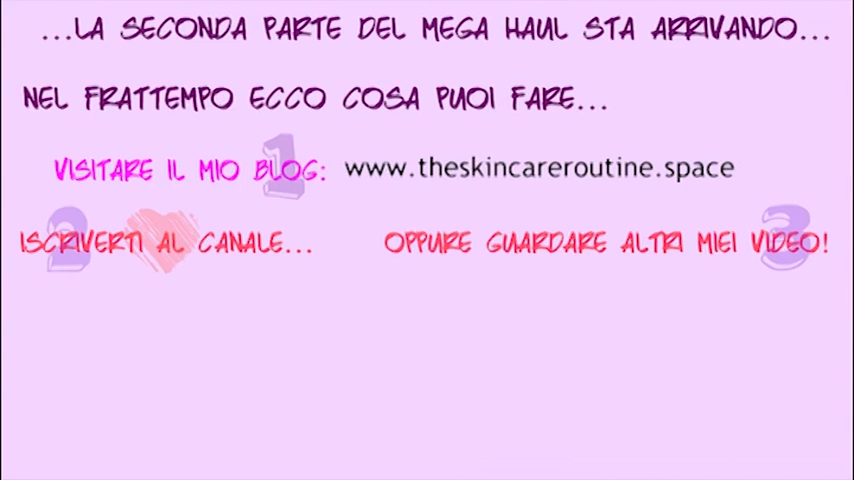 ...LA SECONDA PARTE DEL MEGA HAUL STA ARRIVANDO...
NEL FRATTEMPO ECCO COSA PUOI FARE...
1
VISITARE IL MIO BLOG: www.theskincareroutine.space
2
ISCRIVERTI AL CANALE...
3
OPPURE GUARDARE ALTRI MIEI VIDEO!